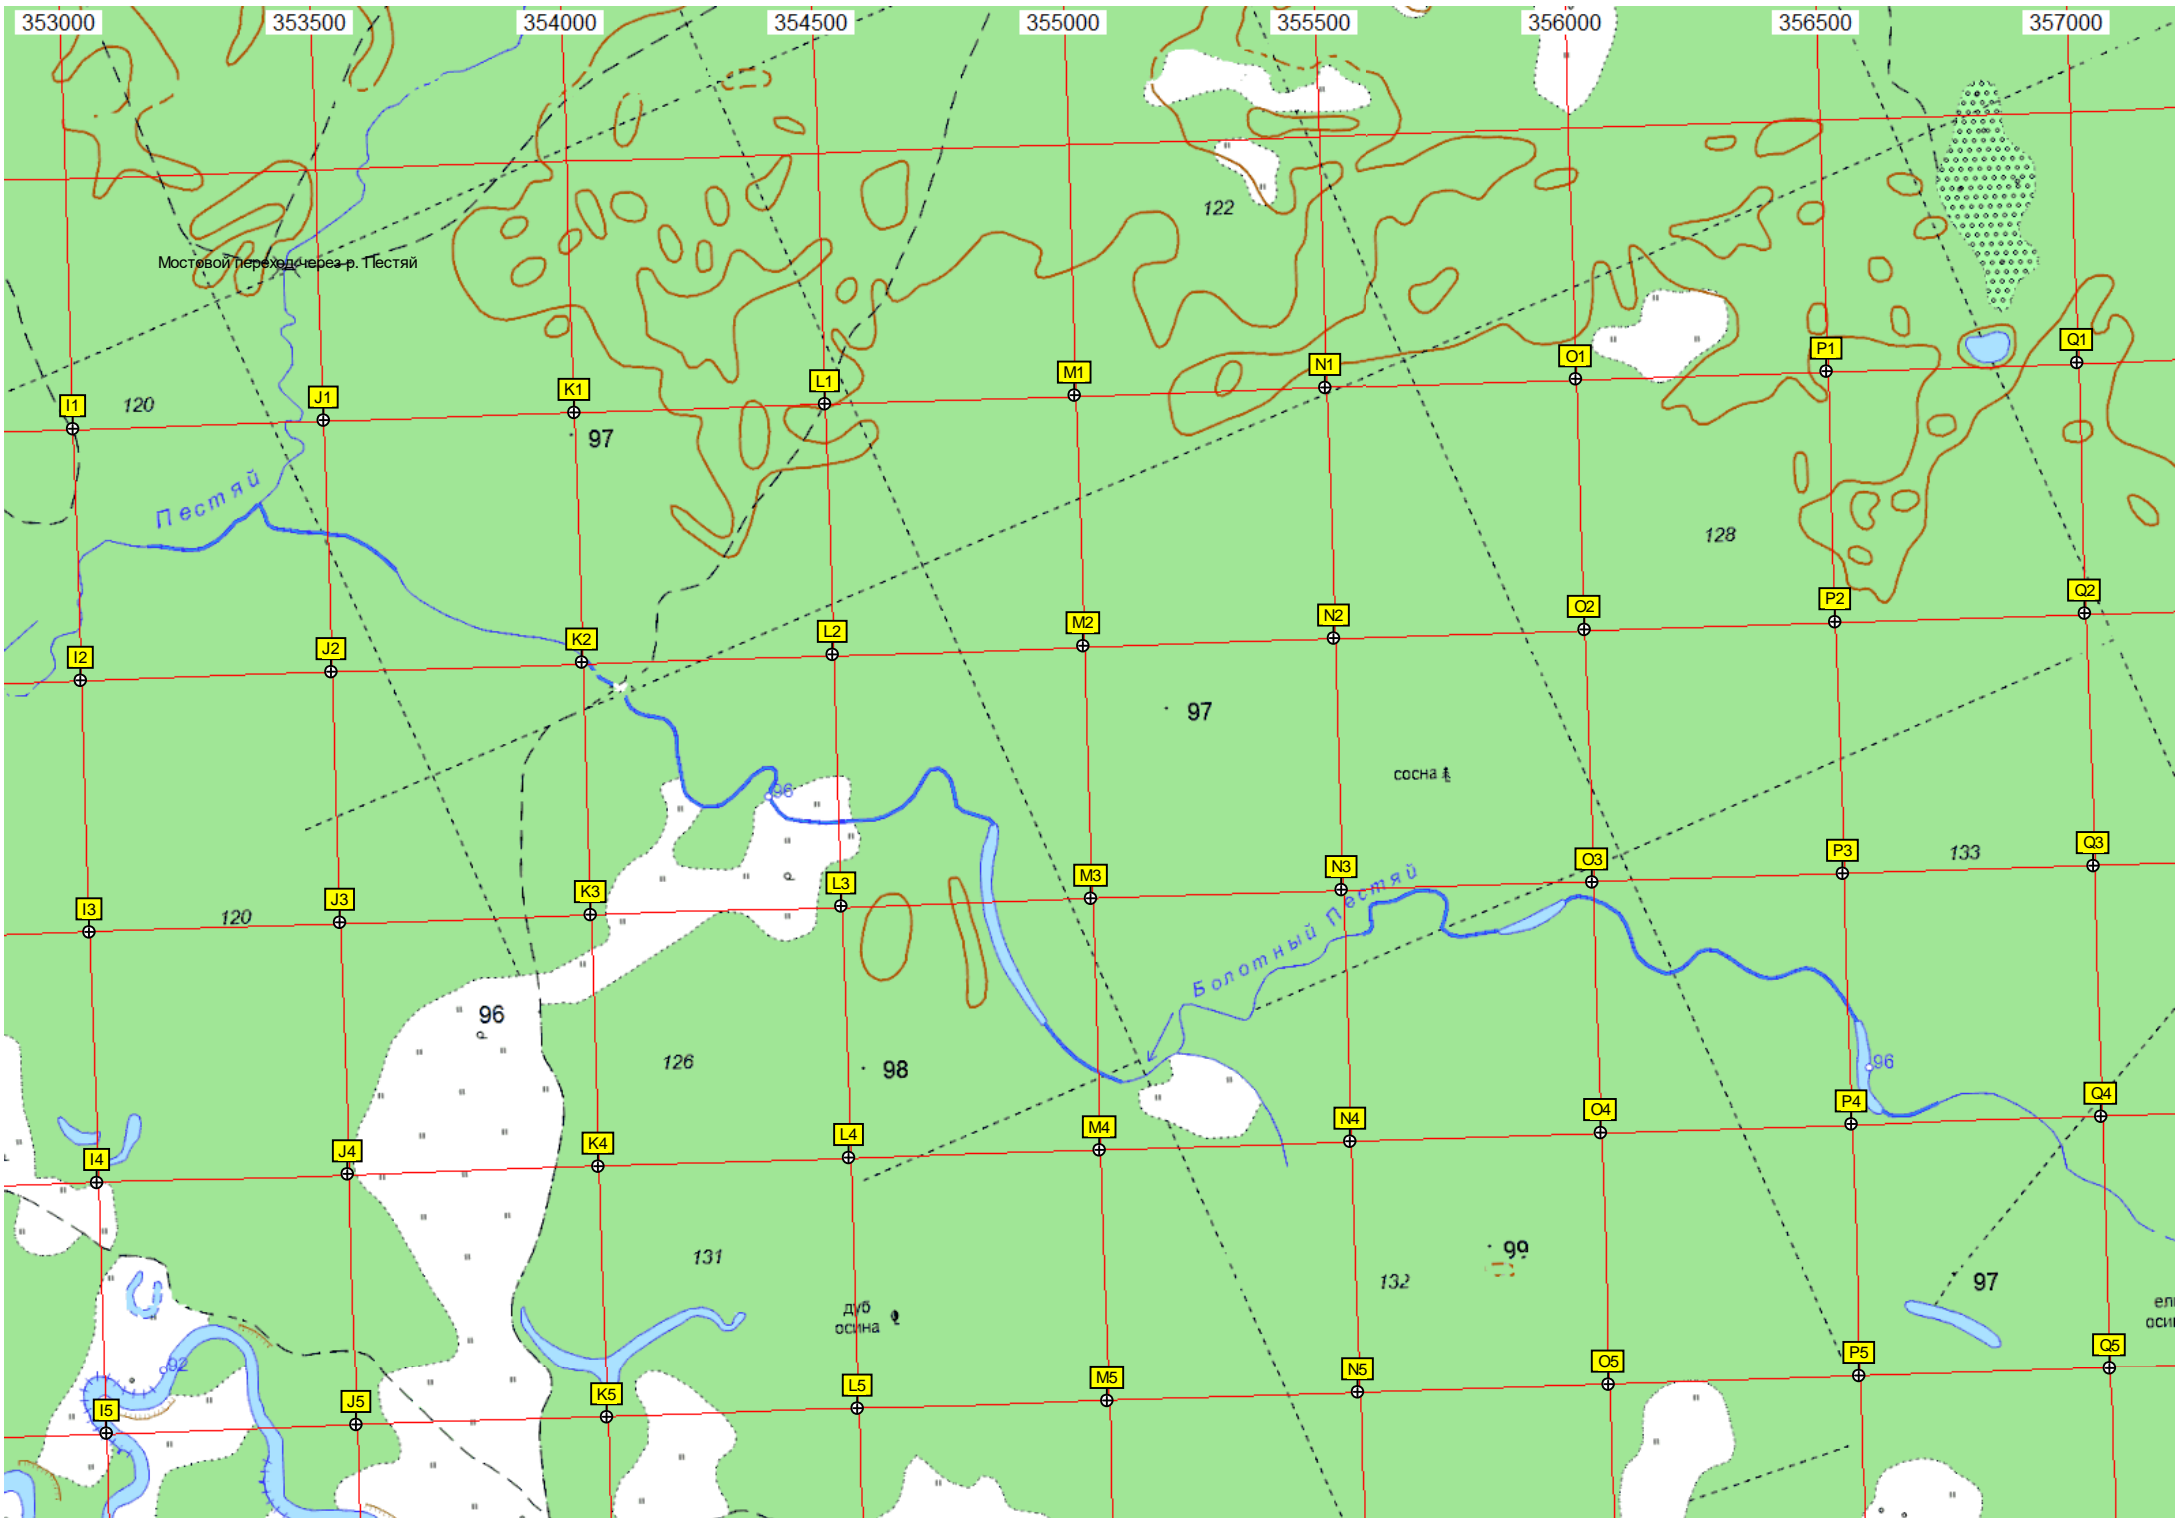 353000 353500 354000 354500 355000 355500 356000 356500 357000
122
Мостовой переход через р. Пестяй
I1 J1 K1 L1 M1 N1 O1 P1 Q1
120
97
Пестяй
128
I2 J2 K2 L2 M2 N2 O2 P2 Q2
97
сосна
96
I3 J3 K3 L3 M3 N3 O3 P3 Q3
133
120
Болотный Пестяй
96
126
98
96
I4 J4 K4 L4 M4 N4 O4 P4 Q4
131
99
132
97
дуб
осина
92
I5 J5 K5 L5 M5 N5 O5 P5 Q5